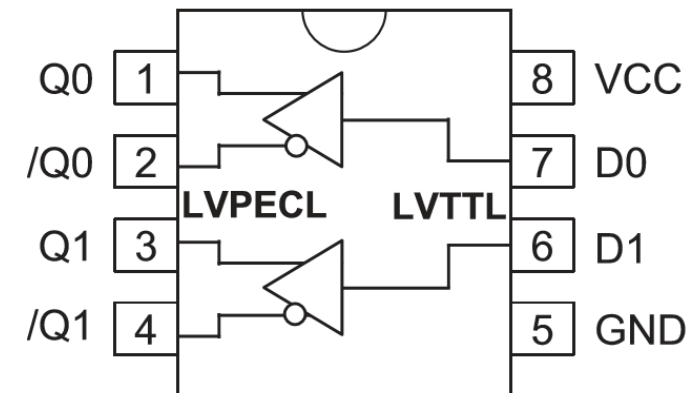 Q0 1 8 VCC
/Q0 2 7 D0
LVPECL LVTTL
Q1 3 6 D1
/Q1 4 5 GND